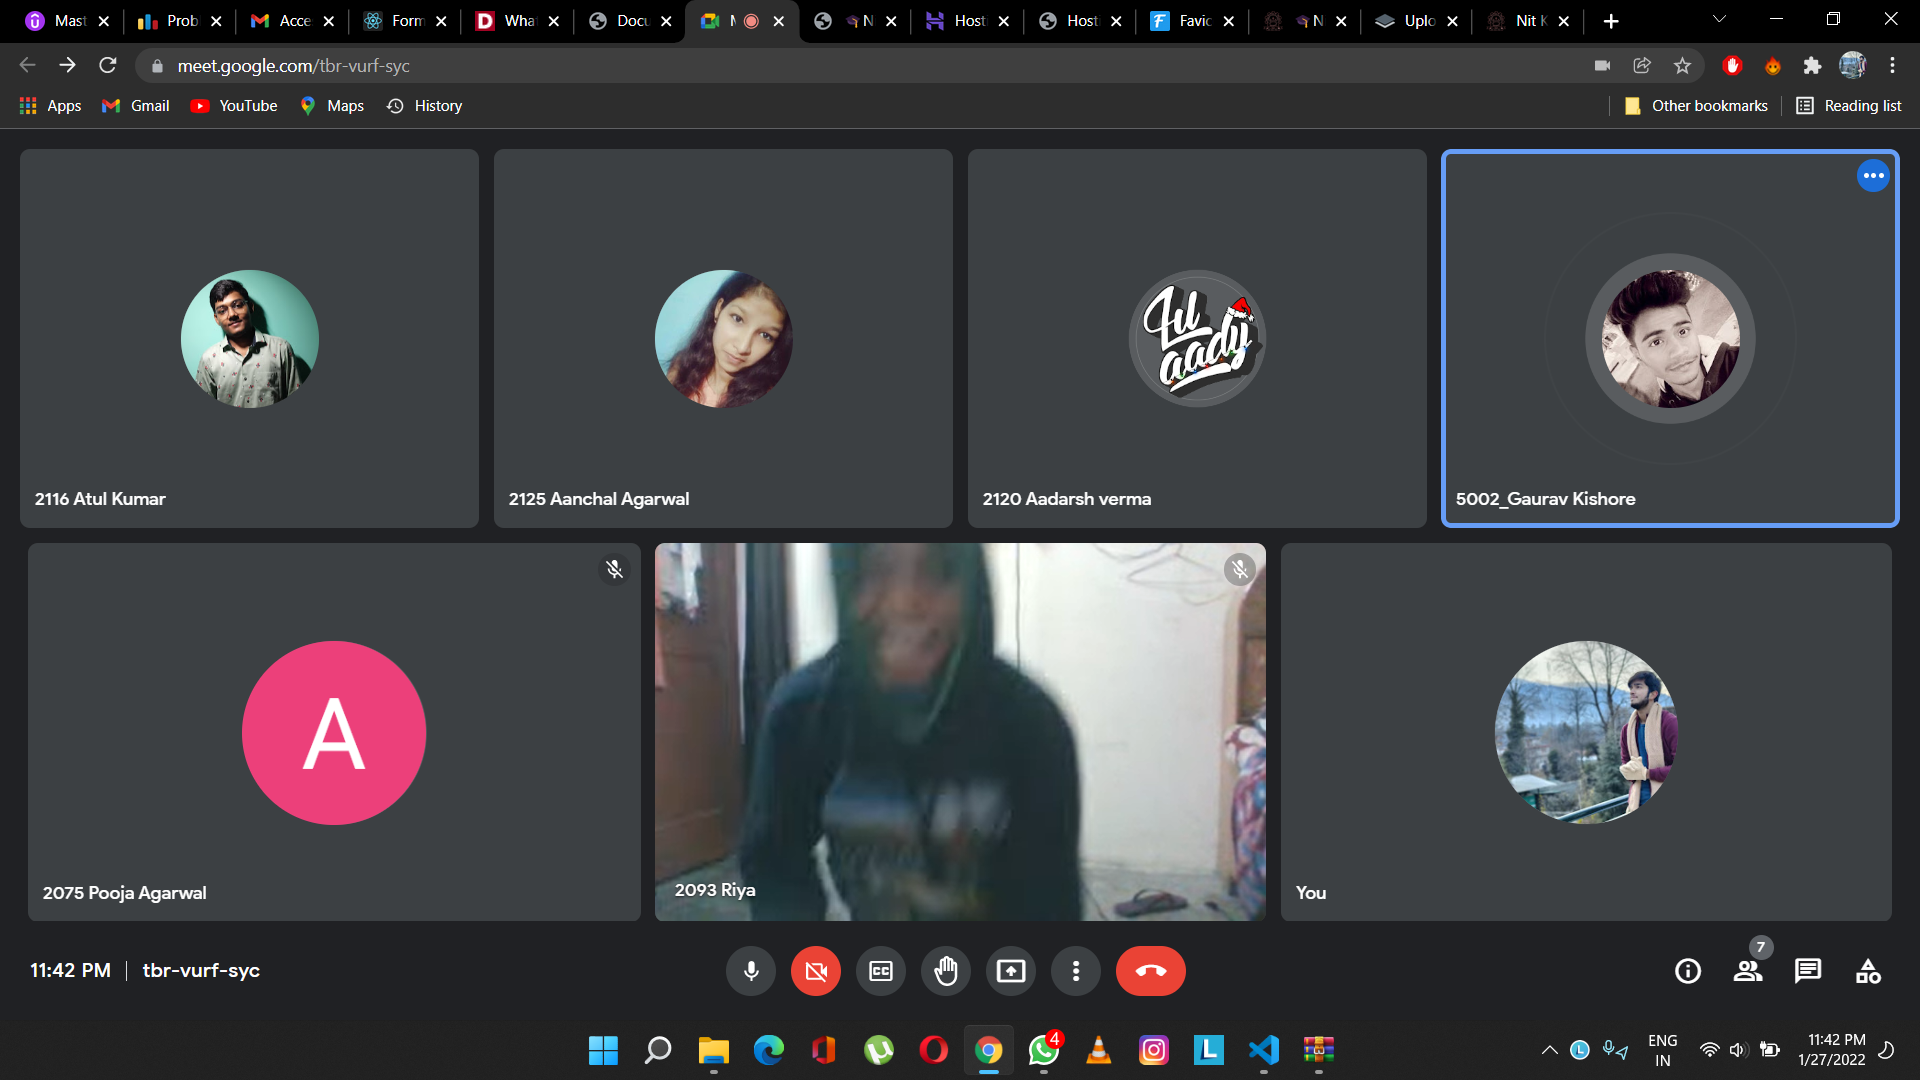 Mast
Prob
Acce
Form
What
Docu
N
Host
Host
Favic
N
Uplo
Nit K
meet.google.com/tbr-vurf-syc
Apps
Gmail
YouTube
Maps
History
Other bookmarks
Reading list
Lil
aady
2116 Atul Kumar
2125 Aanchal Agarwal
2120 Aadarsh verma
5002_Gaurav Kishore
A
2075 Pooja Agarwal
2093 Riya
You
11:42 PM | tbr-vurf-syc
CC
7
4
L
ENG
IN
11:42 PM
1/27/2022